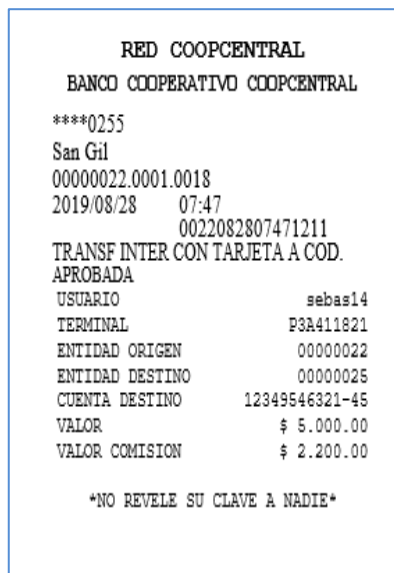 RED COOPCENTRAL
BANCO COOPERATIVO COOPCENTRAL
****0255
San Gil
00000022.0001.0018
2019/08/28 07:47
0022082807471211
TRANSF INTER CON TARJETA A COD.
APROBADA
USUARIO sebas14
TERMINAL P3A411821
ENTIDAD ORIGEN 00000022
ENTIDAD DESTINO 00000025
CUENTA DESTINO 12349546321-45
VALOR $ 5.000.00
VALOR COMISION $ 2.200.00
*NO REVELE SU CLAVE A NADIE*